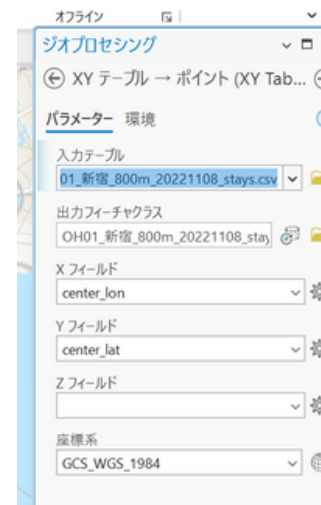 オフライン
ジオプロセシング
XY テーブル → ポイント (XY Tab...
パラメーター 環境
入力テーブル
01_新宿_800m_20221108_stays.csv
出力フィーチャクラス
OH01_新宿_800m_20221108_stay
X フィールド
center_lon
Y フィールド
center_lat
Z フィールド
座標系
GCS_WGS_1984